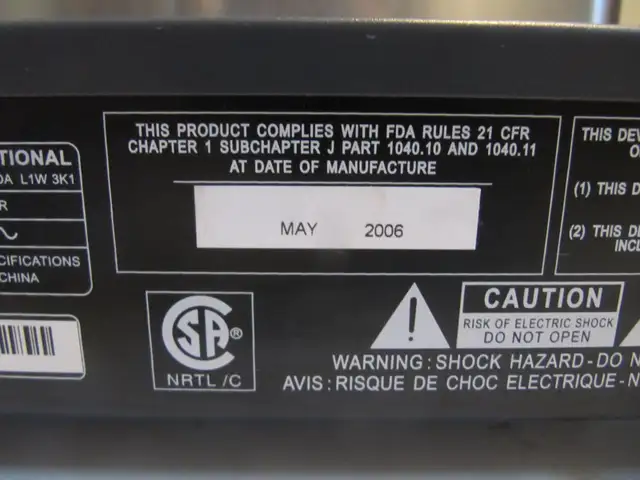 TIONAL
DA L1W 3K1
R
CIFICATIONS
CHINA
THIS PRODUCT COMPLIES WITH FDA RULES 21 CFR
CHAPTER 1 SUBCHAPTER J PART 1040.10 AND 1040.11
AT DATE OF MANUFACTURE
MAY 2006
THIS DEV
O
(1) THIS D
(2) THIS DE
INCL
SA®
NRTL /C
!
CAUTION
RISK OF ELECTRIC SHOCK
DO NOT OPEN
WARNING : SHOCK HAZARD - DO N
AVIS : RISQUE DE CHOC ELECTRIQUE - N